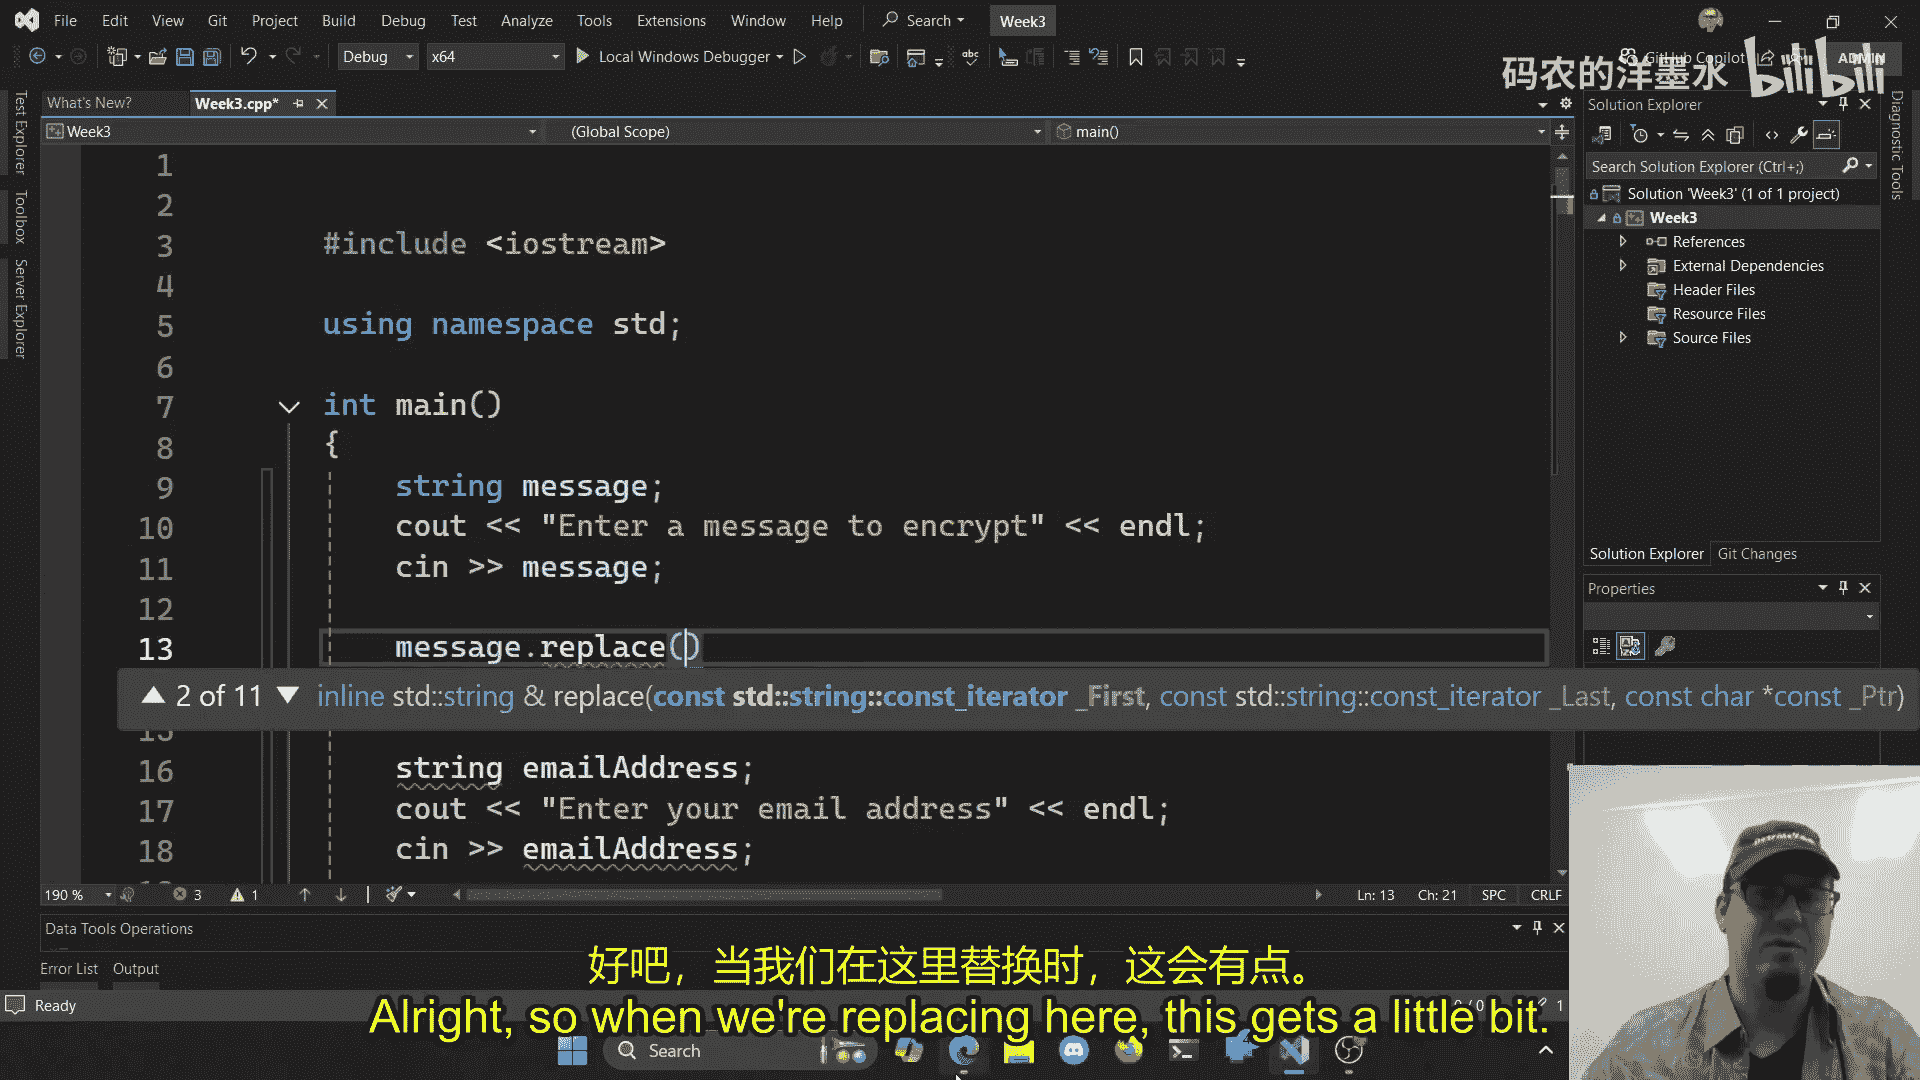 File Edit View Git Project Build Debug Test Analyze Tools Extensions Window Help Search Week3
Debug x64 Local Windows Debugger GitHub Copilot ADMIN
码农的洋墨水 bilibili
What's New? Week3.cpp*
Week3 (Global Scope) main()
Test Explorer
Toolbox
Server Explorer
1
2
3 #include <iostream>
4
5 using namespace std;
6
7 int main()
8 {
9 string message;
10 cout << "Enter a message to encrypt" << endl;
11 cin >> message;
12
13 message.replace()
2 of 11 inline std::string & replace(const std::string::const_iterator _First, const std::string::const_iterator _Last, const char *const _Ptr)
15
16 string emailAddress;
17 cout << "Enter your email address" << endl;
18 cin >> emailAddress;
190 % 3 1 Ln: 13 Ch: 21 SPC CRLF
Data Tools Operations
Error List Output
Ready
Solution Explorer
Search Solution Explorer (Ctrl+;)
Solution 'Week3' (1 of 1 project)
Week3
References
External Dependencies
Header Files
Resource Files
Source Files
Solution Explorer Git Changes
Properties
Diagnostic Tools
好吧，当我们在这里替换时，这会有点。
Alright, so when we're replacing here, this gets a little bit.
Search